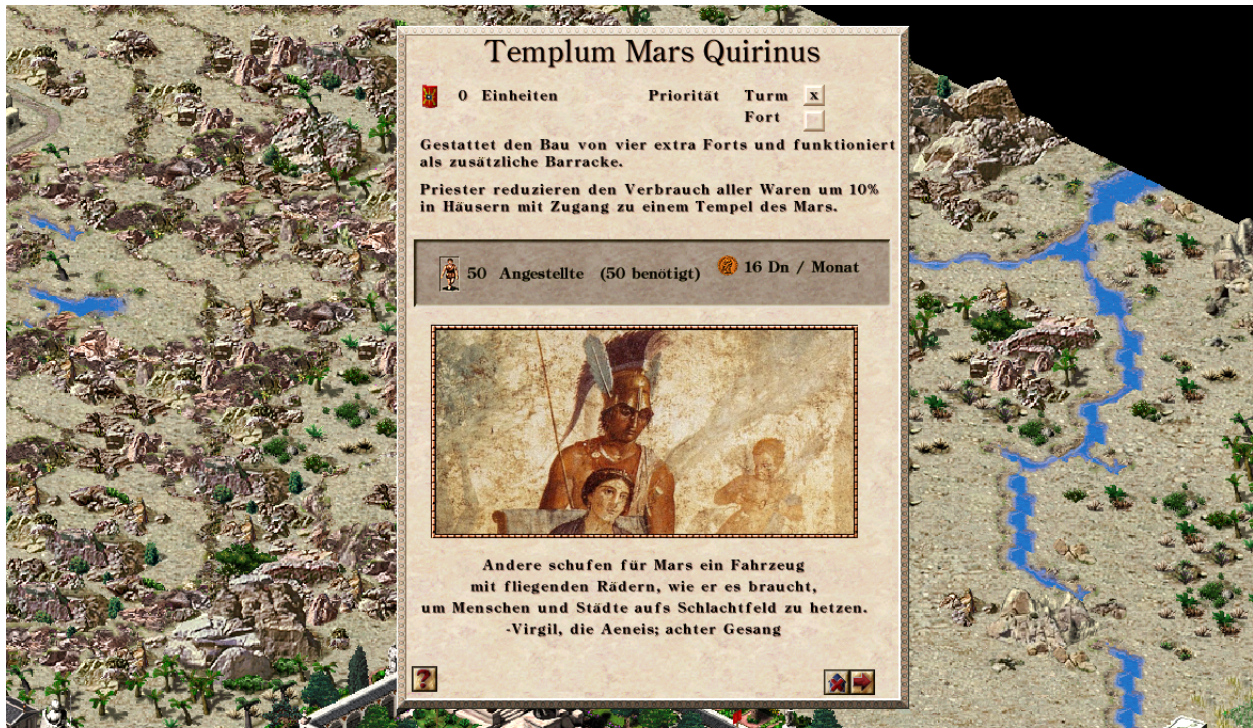 Templum Mars Quirinus
0 Einheiten Priorität Turm x
Fort
Gestattet den Bau von vier extra Forts und funktioniert
als zusätzliche Barracke.
Priester reduzieren den Verbrauch aller Waren um 10%
in Häusern mit Zugang zu einem Tempel des Mars.
50 Angestellte (50 benötigt) 16 Dn / Monat
Andere schufen für Mars ein Fahrzeug
mit fliegenden Rädern, wie er es braucht,
um Menschen und Städte aufs Schlachtfeld zu hetzen.
-Virgil, die Aeneis; achter Gesang
?